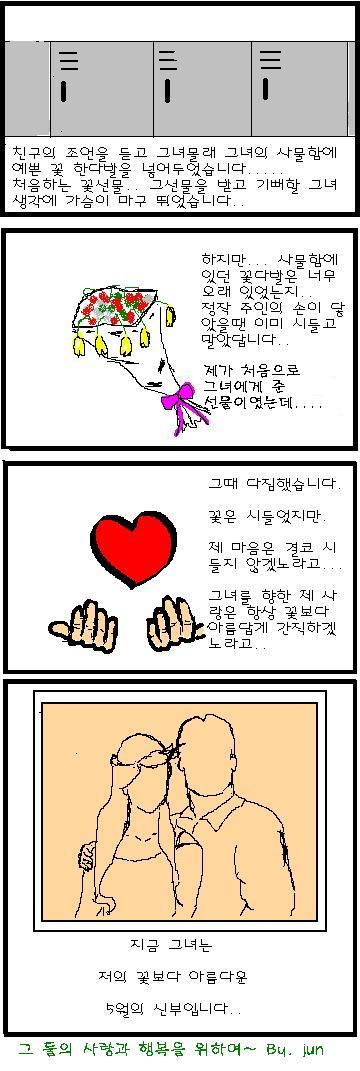 친구의 조언을 듣고 그녀몰래 그녀의 사물함에
예쁜 꽃 한다발을 넣어두었습니다.....
처음하는 꽃선물.. 그선물을 받고 기뻐할 그녀
생각에 가슴이 마구 뛰었습니다..
하지만... 사물함에
있던 꽃다발은 너무
오래 있었는지..
정작 주인의 손이 닿
았을땐 이미 시들고
말았답니다..
제가 처음으로
그녀에게 준
선물이였는데....
그때 다짐했습니다.
꽃은 시들었지만.
제 마음은 결코 시
들지 않겠노라고...
그녀를 향한 제 사
랑은 항상 꽃보다
아름답게 간직하겠
노라고..
지금 그녀는
저의 꽃보다 아름다운
5월의 신부입니다..
그 둘의 사랑과 행복을 위하여~ By. jun